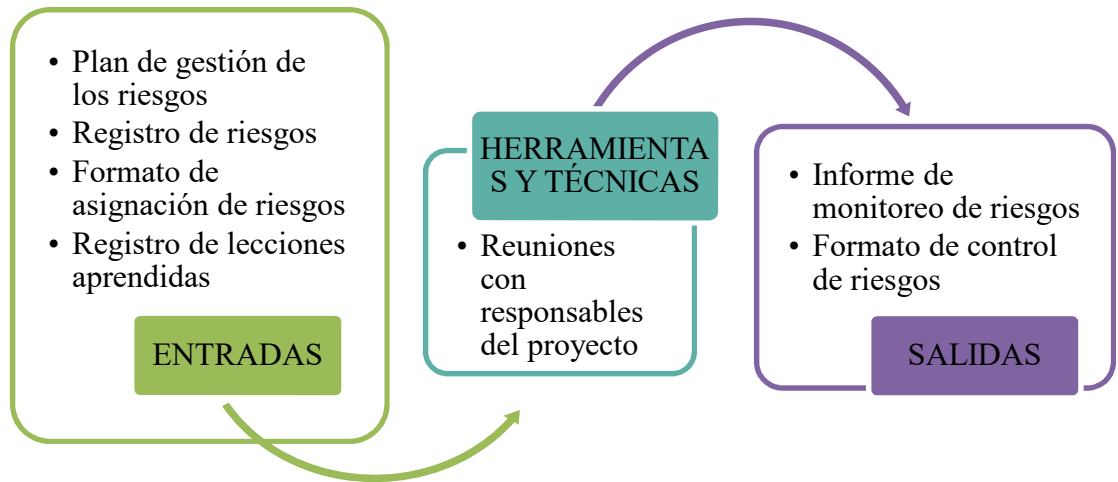 • Plan de gestión de
los riesgos
• Registro de riesgos
• Formato de
asignación de riesgos
• Registro de lecciones
aprendidas
ENTRADAS
HERRAMIENTA
S Y TÉCNICAS
• Reuniones
con
responsables
del proyecto
• Informe de
monitoreo de riesgos
• Formato de control
de riesgos
SALIDAS